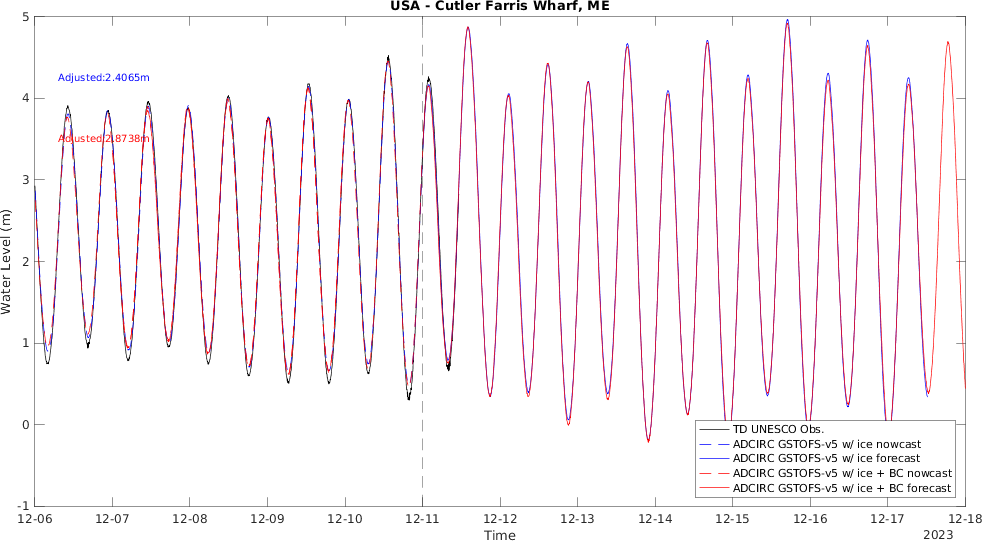 USA - Cutler Farris Wharf, ME
5
4
3
2
1
0
-1
Water Level (m)
Adjusted:2.4065m
Adjusted:2.8738m
TD UNESCO Obs.
ADCIRC GSTOFS-v5 w/ ice nowcast
ADCIRC GSTOFS-v5 w/ ice forecast
ADCIRC GSTOFS-v5 w/ ice + BC nowcast
ADCIRC GSTOFS-v5 w/ ice + BC forecast
12-06 12-07 12-08 12-09 12-10 12-11 12-12 12-13 12-14 12-15 12-16 12-17 12-18
Time
2023